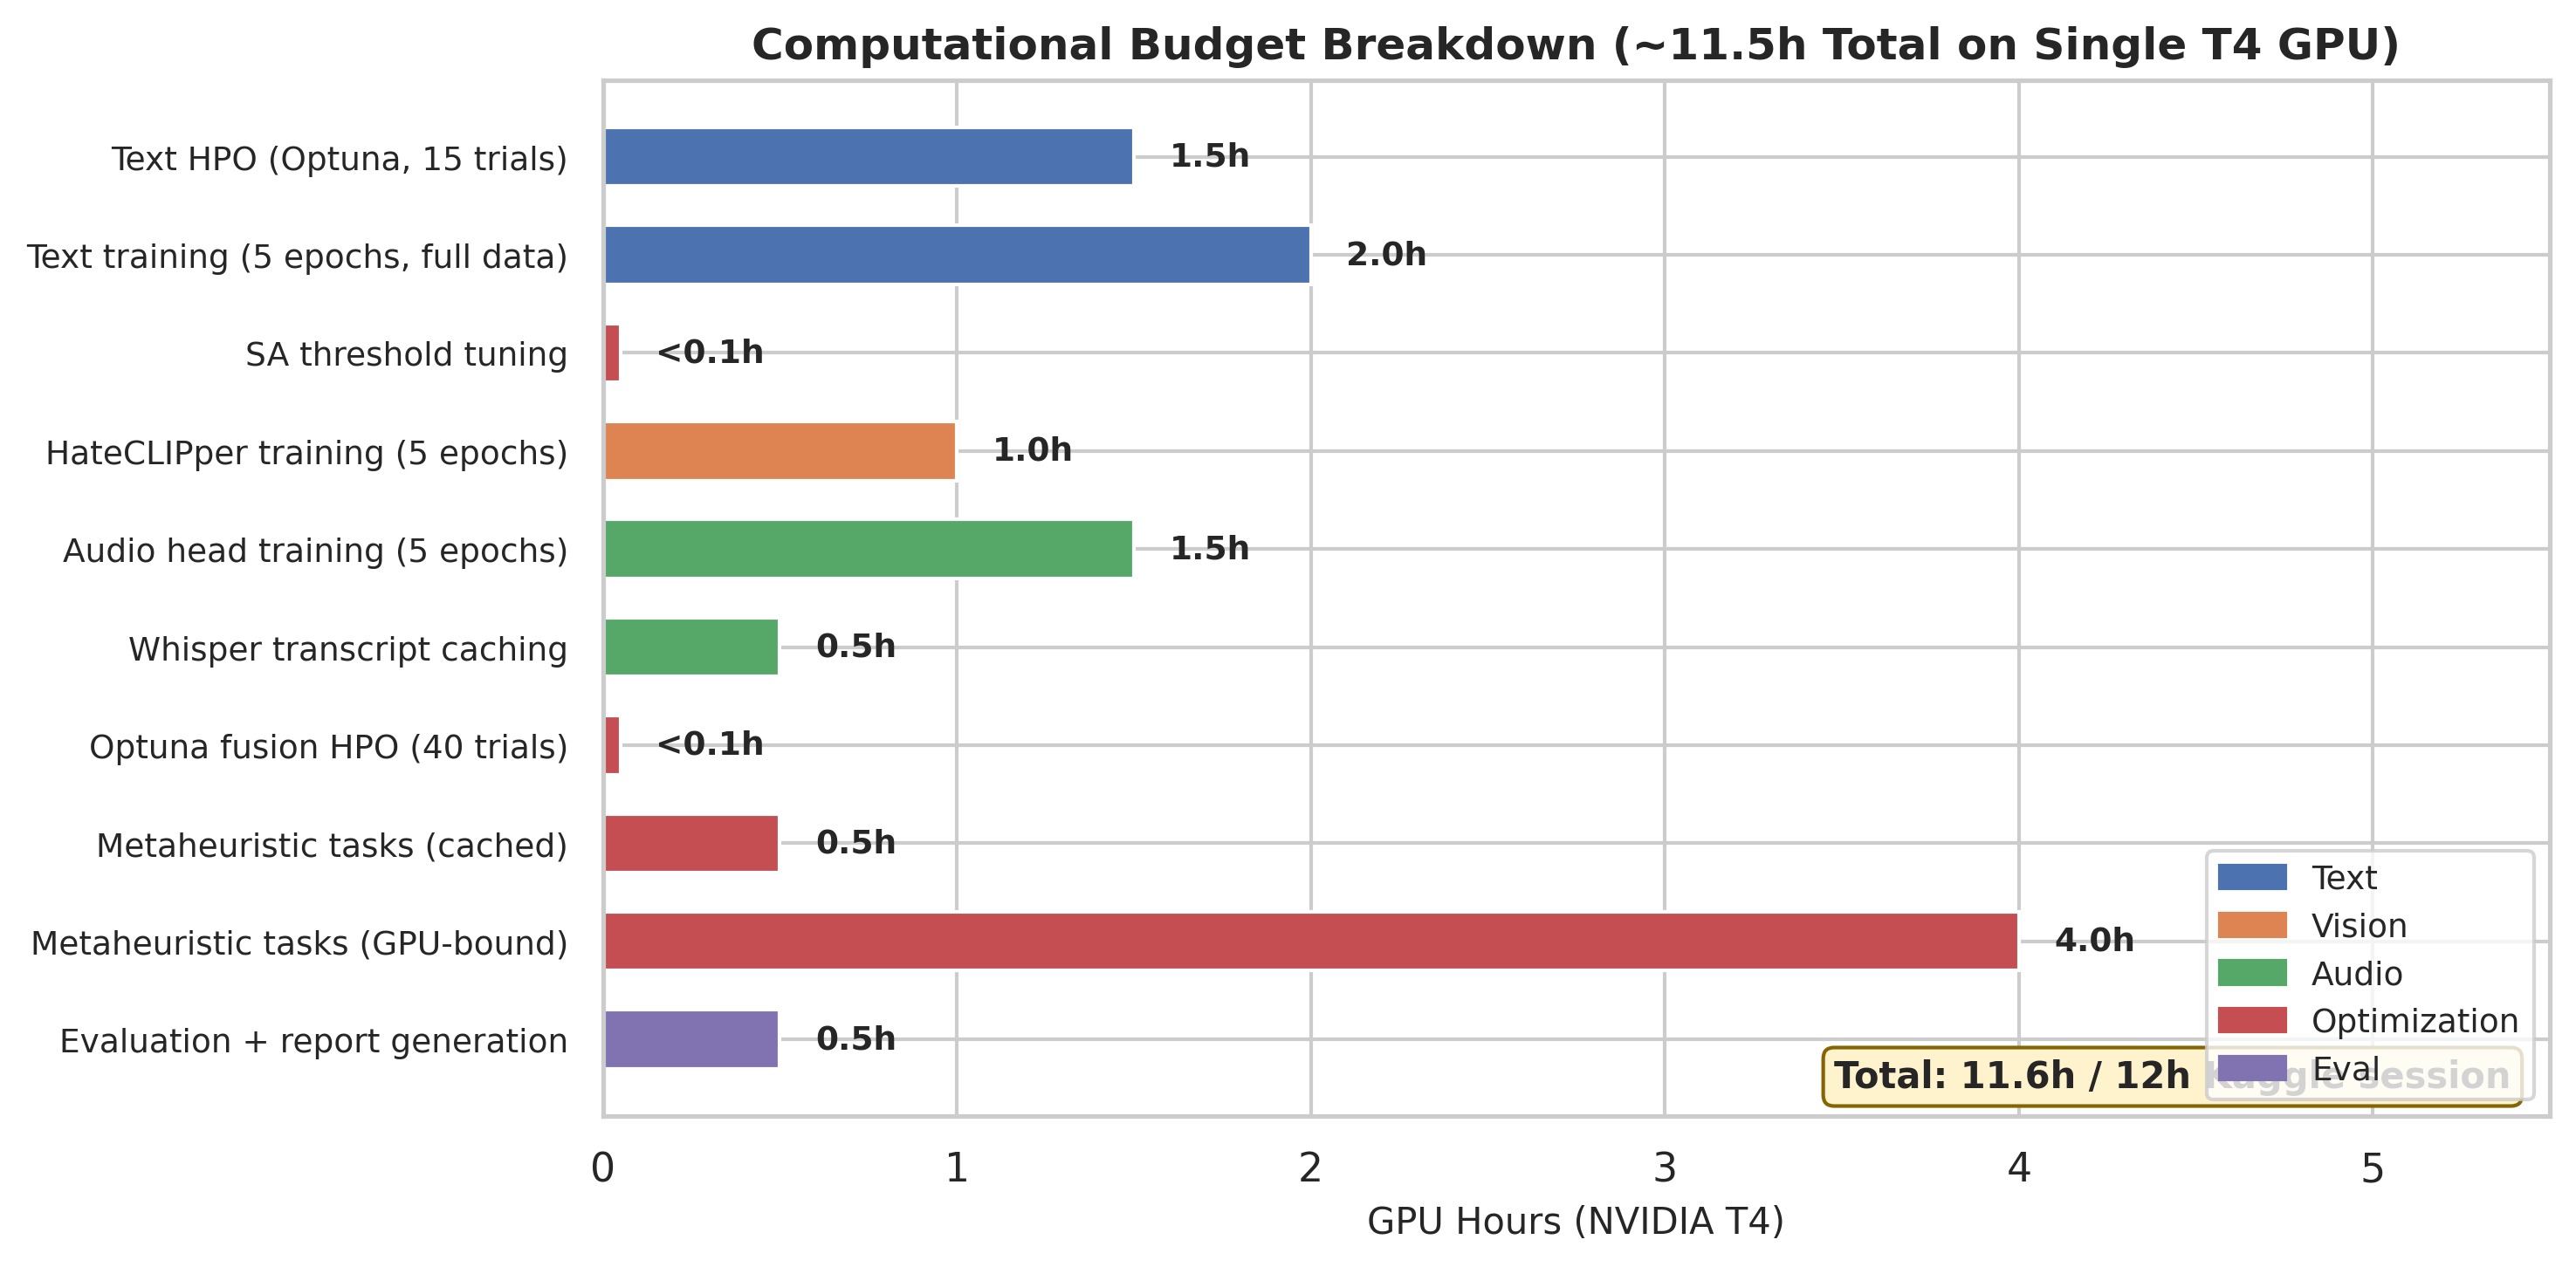 Computational Budget Breakdown (~11.5h Total on Single T4 GPU)
Text HPO (Optuna, 15 trials) 1.5h
Text training (5 epochs, full data) 2.0h
SA threshold tuning <0.1h
HateCLIPper training (5 epochs) 1.0h
Audio head training (5 epochs) 1.5h
Whisper transcript caching 0.5h
Optuna fusion HPO (40 trials) <0.1h
Metaheuristic tasks (cached) 0.5h
Metaheuristic tasks (GPU-bound) 4.0h
Evaluation + report generation 0.5h
Text
Vision
Audio
Optimization
Eval
Total: 11.6h / 12h Kaggle session
0 1 2 3 4 5
GPU Hours (NVIDIA T4)